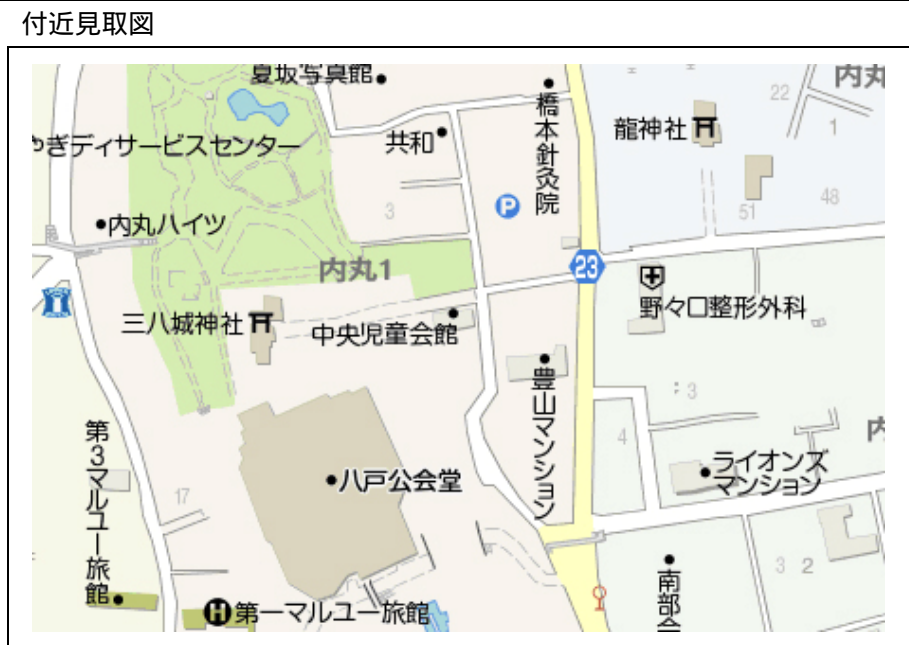 付近見取図
夏坂写真館
内丸
22
橋本針灸院
龍神社
1
共和
ぎディサービスセンター
P
3
51
48
内丸ハイツ
内丸1
23
三八城神社
中央児童会館
野々口整形外科
豊山マンション
3
4
第3マルユー旅館
八戸公会堂
ライオンズ
マンション
17
3
2
南部会
H
第一マルユー旅館